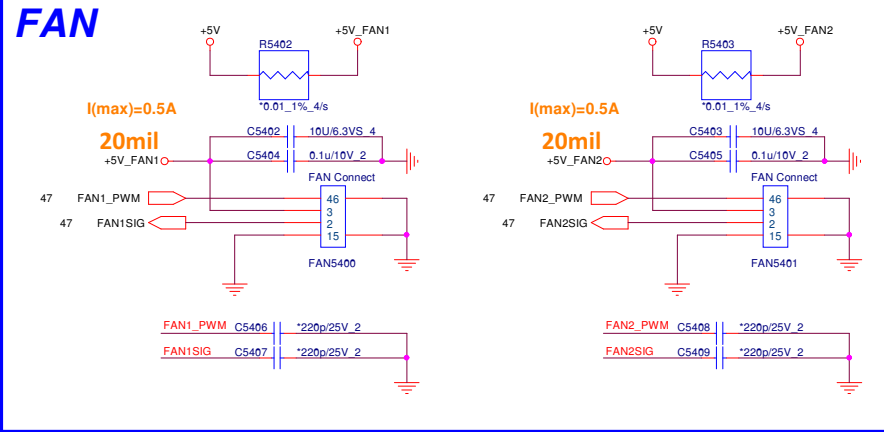 FAN
+5V
+5V_FAN1
R5402
*0.01_1%_4/s
I(max)=0.5A
20mil
+5V_FAN1
C5402
10U/6.3VS_4
C5404
0.1u/10V_2
FAN Connect
47
FAN1_PWM
47
FAN1SIG
46
3
2
15
FAN5400
FAN1_PWM
C5406
*220p/25V_2
FAN1SIG
C5407
*220p/25V_2
+5V
+5V_FAN2
R5403
*0.01_1%_4/s
I(max)=0.5A
20mil
+5V_FAN2
C5403
10U/6.3VS_4
C5405
0.1u/10V_2
FAN Connect
47
FAN2_PWM
47
FAN2SIG
46
3
2
15
FAN5401
FAN2_PWM
C5408
*220p/25V_2
FAN2SIG
C5409
*220p/25V_2